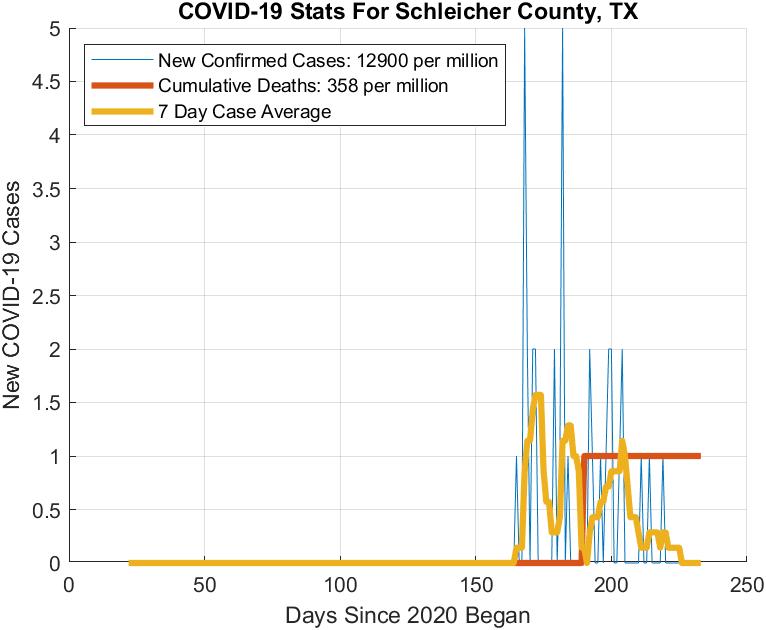 COVID-19 Stats For Schleicher County, TX
New Confirmed Cases: 12900 per million
Cumulative Deaths: 358 per million
7 Day Case Average
New COVID-19 Cases
5
4.5
4
3.5
3
2.5
2
1.5
1
0.5
0
0 50 100 150 200 250
Days Since 2020 Began